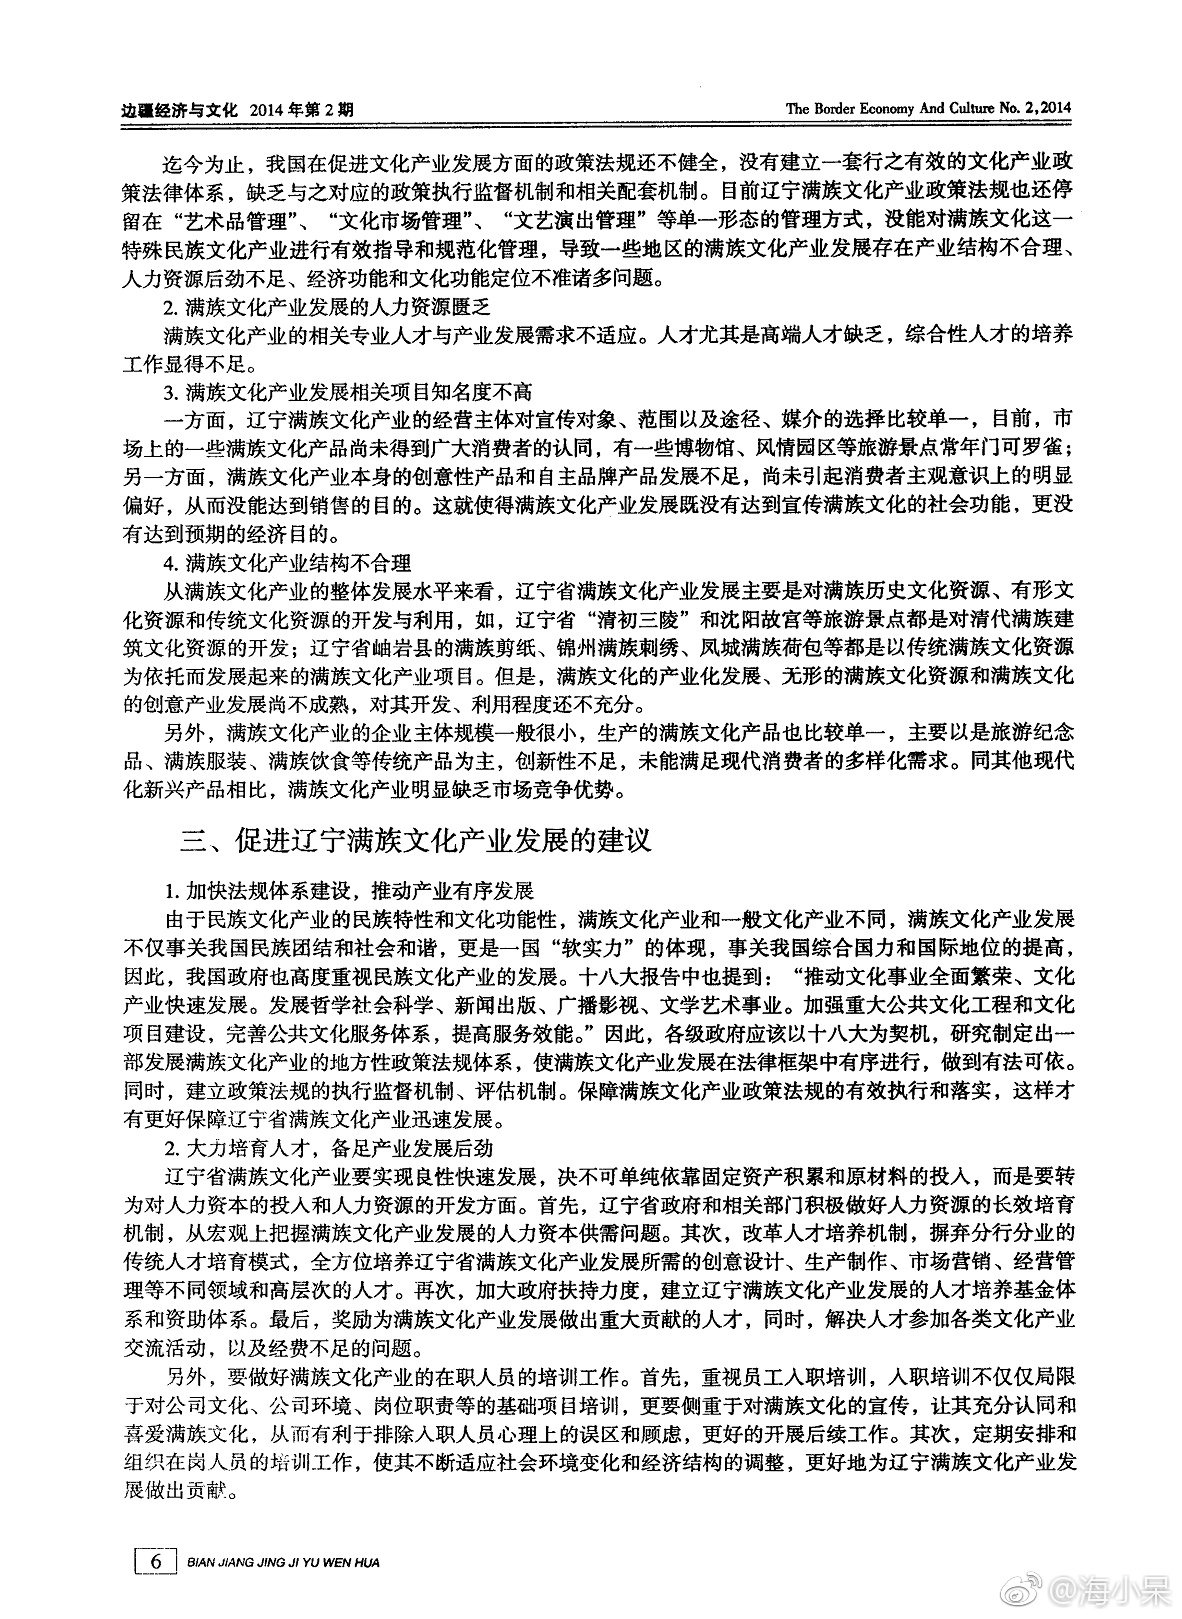 边疆经济与文化 2014年第2期
The Border Economy And Culture No. 2,2014
迄今为止，我国在促进文化产业发展方面的政策法规还不健全，没有建立一套行之有效的文化产业政
策法律体系，缺乏与之对应的政策执行监督机制和相关配套机制。目前辽宁满族文化产业政策法规也还停
留在“艺术品管理”、“文化市场管理”、“文艺演出管理”等单一形态的管理方式，没能对满族文化这一
特殊民族文化产业进行有效指导和规范化管理，导致一些地区的满族文化产业发展存在产业结构不合理、
人力资源后劲不足、经济功能和文化功能定位不准诸多问题。
2. 满族文化产业发展的人力资源匮乏
满族文化产业的相关专业人才与产业发展需求不适应。人才尤其是高端人才缺乏，综合性人才的培养
工作显得不足。
3. 满族文化产业发展相关项目知名度不高
一方面，辽宁满族文化产业的经营主体对宣传对象、范围以及途径、媒介的选择比较单一，目前，市
场上的一些满族文化产品尚未得到广大消费者的认同，有一些博物馆、风情园区等旅游景点常年门可罗雀；
另一方面，满族文化产业本身的创意性产品和自主品牌产品发展不足，尚未引起消费者主观意识上的明显
偏好，从而没能达到销售的目的。这就使得满族文化产业发展既没有达到宣传满族文化的社会功能，更没
有达到预期的经济目的。
4. 满族文化产业结构不合理
从满族文化产业的整体发展水平来看，辽宁省满族文化产业发展主要是对满族历史文化资源、有形文
化资源和传统文化资源的开发与利用，如，辽宁省“清初三陵”和沈阳故宫等旅游景点都是对清代满族建
筑文化资源的开发；辽宁省岫岩县的满族剪纸、锦州满族刺绣、凤城满族荷包等都是以传统满族文化资源
为依托而发展起来的满族文化产业项目。但是，满族文化的产业化发展、无形的满族文化资源和满族文化
的创意产业发展尚不成熟，对其开发、利用程度还不充分。
另外，满族文化产业的企业主体规模一般很小，生产的满族文化产品也比较单一，主要以是旅游纪念
品、满族服装、满族饮食等传统产品为主，创新性不足，未能满足现代消费者的多样化需求。同其他现代
化新兴产品相比，满族文化产业明显缺乏市场竞争优势。
三、促进辽宁满族文化产业发展的建议
1. 加快法规体系建设，推动产业有序发展
由于民族文化产业的民族特性和文化功能性，满族文化产业和一般文化产业不同，满族文化产业发展
不仅事关我国民族团结和社会和谐，更是一国“软实力”的体现，事关我国综合国力和国际地位的提高，
因此，我国政府也高度重视民族文化产业的发展。十八大报告中也提到：“推动文化事业全面繁荣、文化
产业快速发展。发展哲学社会科学、新闻出版、广播影视、文学艺术事业。加强重大公共文化工程和文化
项目建设，完善公共文化服务体系，提高服务效能。”因此，各级政府应该以十八大为契机，研究制定出一
部发展满族文化产业的地方性政策法规体系，使满族文化产业发展在法律框架中有序进行，做到有法可依。
同时，建立政策法规的执行监督机制、评估机制。保障满族文化产业政策法规的有效执行和落实，这样才
有更好保障辽宁省满族文化产业迅速发展。
2. 大力培育人才，备足产业发展后劲
辽宁省满族文化产业要实现良性快速发展，决不可单纯依靠固定资产积累和原材料的投入，而是要转
为对人力资本的投入和人力资源的开发方面。首先，辽宁省政府和相关部门积极做好人力资源的长效培育
机制，从宏观上把握满族文化产业发展的人力资本供需问题。其次，改革人才培养机制，摒弃分行分业的
传统人才培育模式，全方位培养辽宁省满族文化产业发展所需的创意设计、生产制作、市场营销、经营管
理等不同领域和高层次的人才。再次，加大政府扶持力度，建立辽宁满族文化产业发展的人才培养基金体
系和资助体系。最后，奖励为满族文化产业发展做出重大贡献的人才，同时，解决人才参加各类文化产业
交流活动，以及经费不足的问题。
另外，要做好满族文化产业的在职人员的培训工作。首先，重视员工入职培训，入职培训不仅仅局限
于对公司文化、公司环境、岗位职责等的基础项目培训，更要侧重于对满族文化的宣传，让其充分认同和
喜爱满族文化，从而有利于排除入职人员心理上的误区和顾虑，更好的开展后续工作。其次，定期安排和
组织在岗人员的培训工作，使其不断适应社会环境变化和经济结构的调整，更好地为辽宁满族文化产业发
展做出贡献。
6 BIAN JIANG JING JI YU WEN HUA
@海小呆